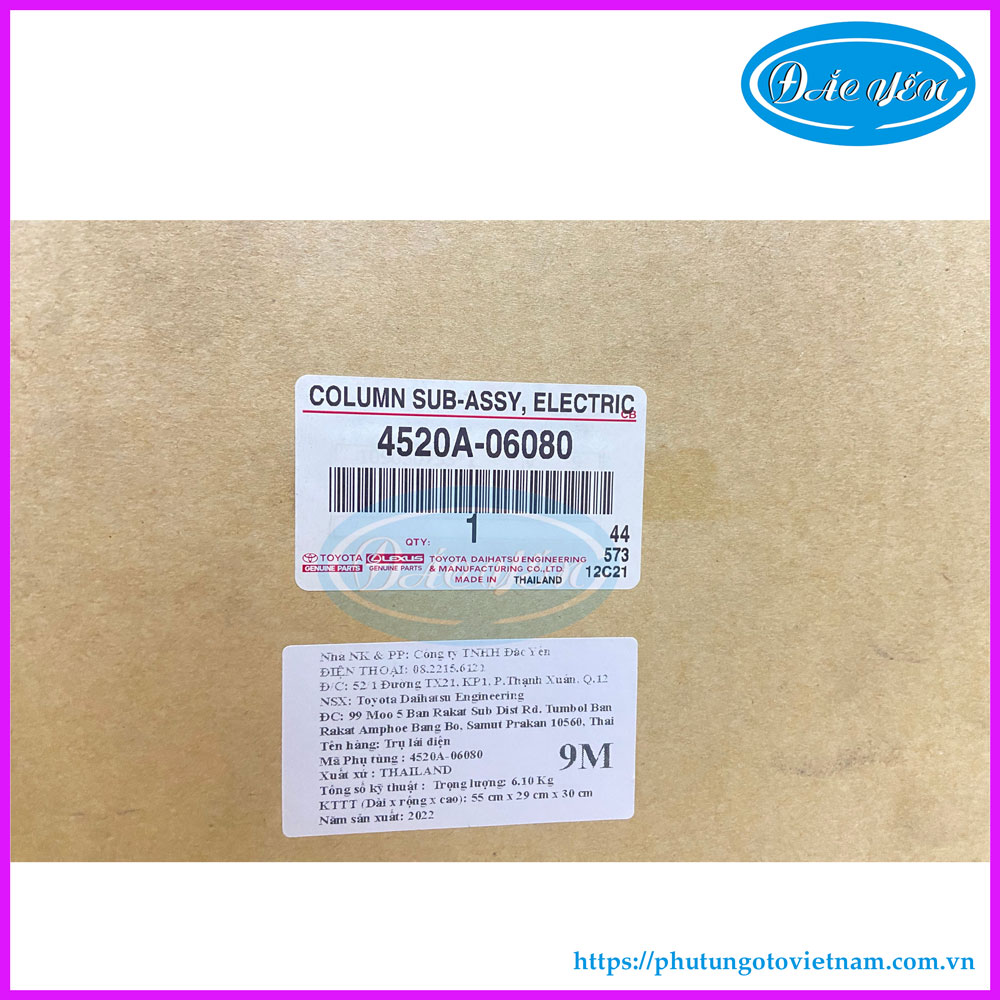 ĐẮC YẾN
COLUMN SUB-ASSY, ELECTRIC
CB
4520A-06080
QTY: 1
44
573
12C21
TOYOTA
GENUINE PARTS
LEXUS
GENUINE PARTS
TOYOTA DAIHATSU ENGINEERING
& MANUFACTURING CO.,LTD.
MADE IN THAILAND
Nhà NK & PP: Công ty TNHH Đắc Yến
ĐIỆN THOẠI: 08.2215.6122
Đ/C: 52/1 Đường TX21, KP1, P.Thạnh Xuân, Q.12
NSX: Toyota Daihatsu Engineering
ĐC: 99 Moo 5 Ban Rakat Sub Dist Rd. Tumbol Ban
Rakat Amphoe Bang Bo, Samut Prakan 10560, Thai
Tên hàng: Trụ lái điện
Mã Phụ tùng : 4520A-06080
Xuất xứ : THAILAND
Tổng số kỹ thuật : Trọng lượng: 6.10 Kg
KTTT (Dài x rộng x cao): 55 cm x 29 cm x 30 cm
Năm sản xuất: 2022
9M
https://phutungotovietnam.com.vn